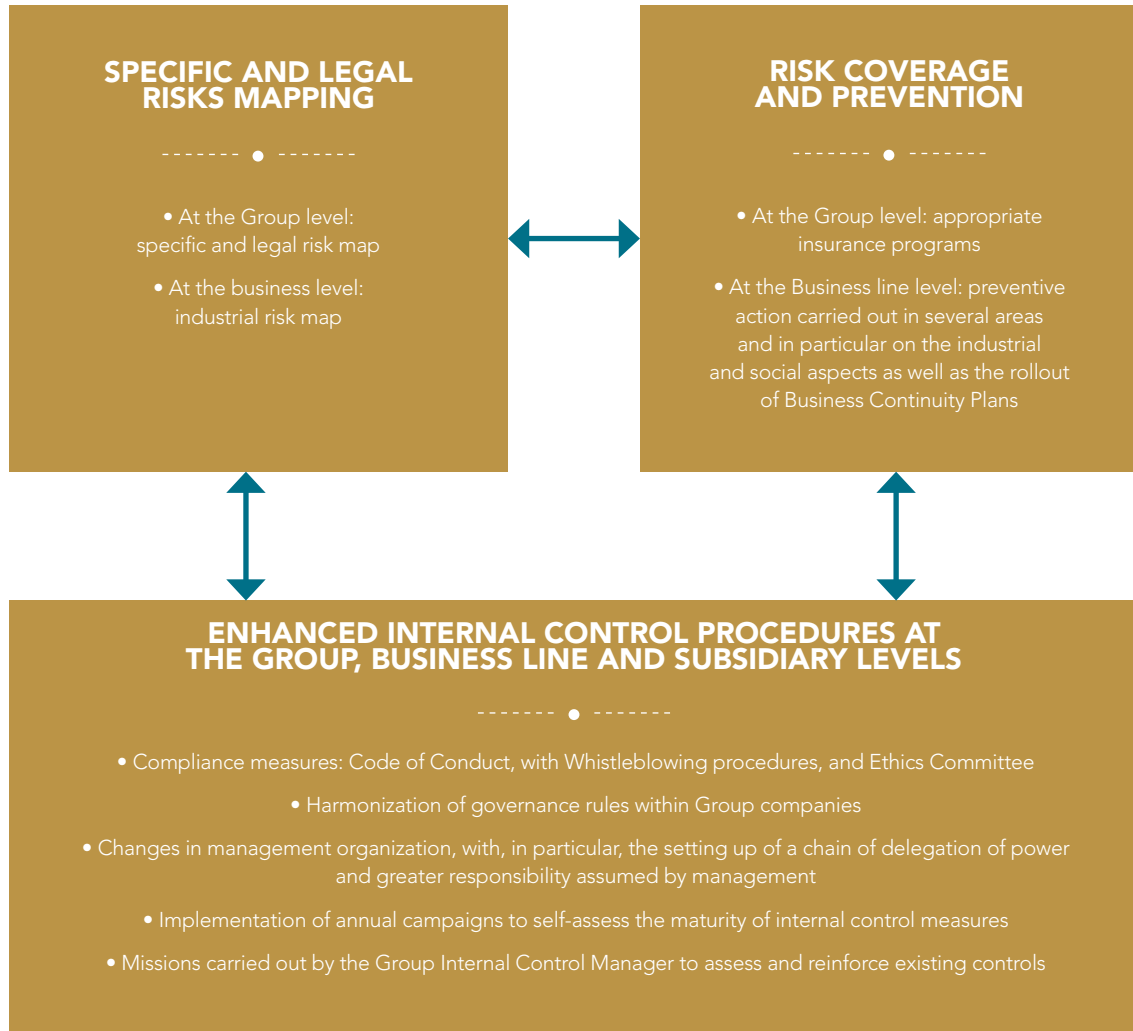 SPECIFIC AND LEGAL
RISKS MAPPING
• At the Group level:
specific and legal risk map
• At the business level:
industrial risk map
RISK COVERAGE
AND PREVENTION
• At the Group level: appropriate
insurance programs
• At the Business line level: preventive
action carried out in several areas
and in particular on the industrial
and social aspects as well as the rollout
of Business Continuity Plans
ENHANCED INTERNAL CONTROL PROCEDURES AT
THE GROUP, BUSINESS LINE AND SUBSIDIARY LEVELS
• Compliance measures: Code of Conduct, with Whistleblowing procedures, and Ethics Committee
• Harmonization of governance rules within Group companies
• Changes in management organization, with, in particular, the setting up of a chain of delegation of power
and greater responsibility assumed by management
• Implementation of annual campaigns to self-assess the maturity of internal control measures
• Missions carried out by the Group Internal Control Manager to assess and reinforce existing controls